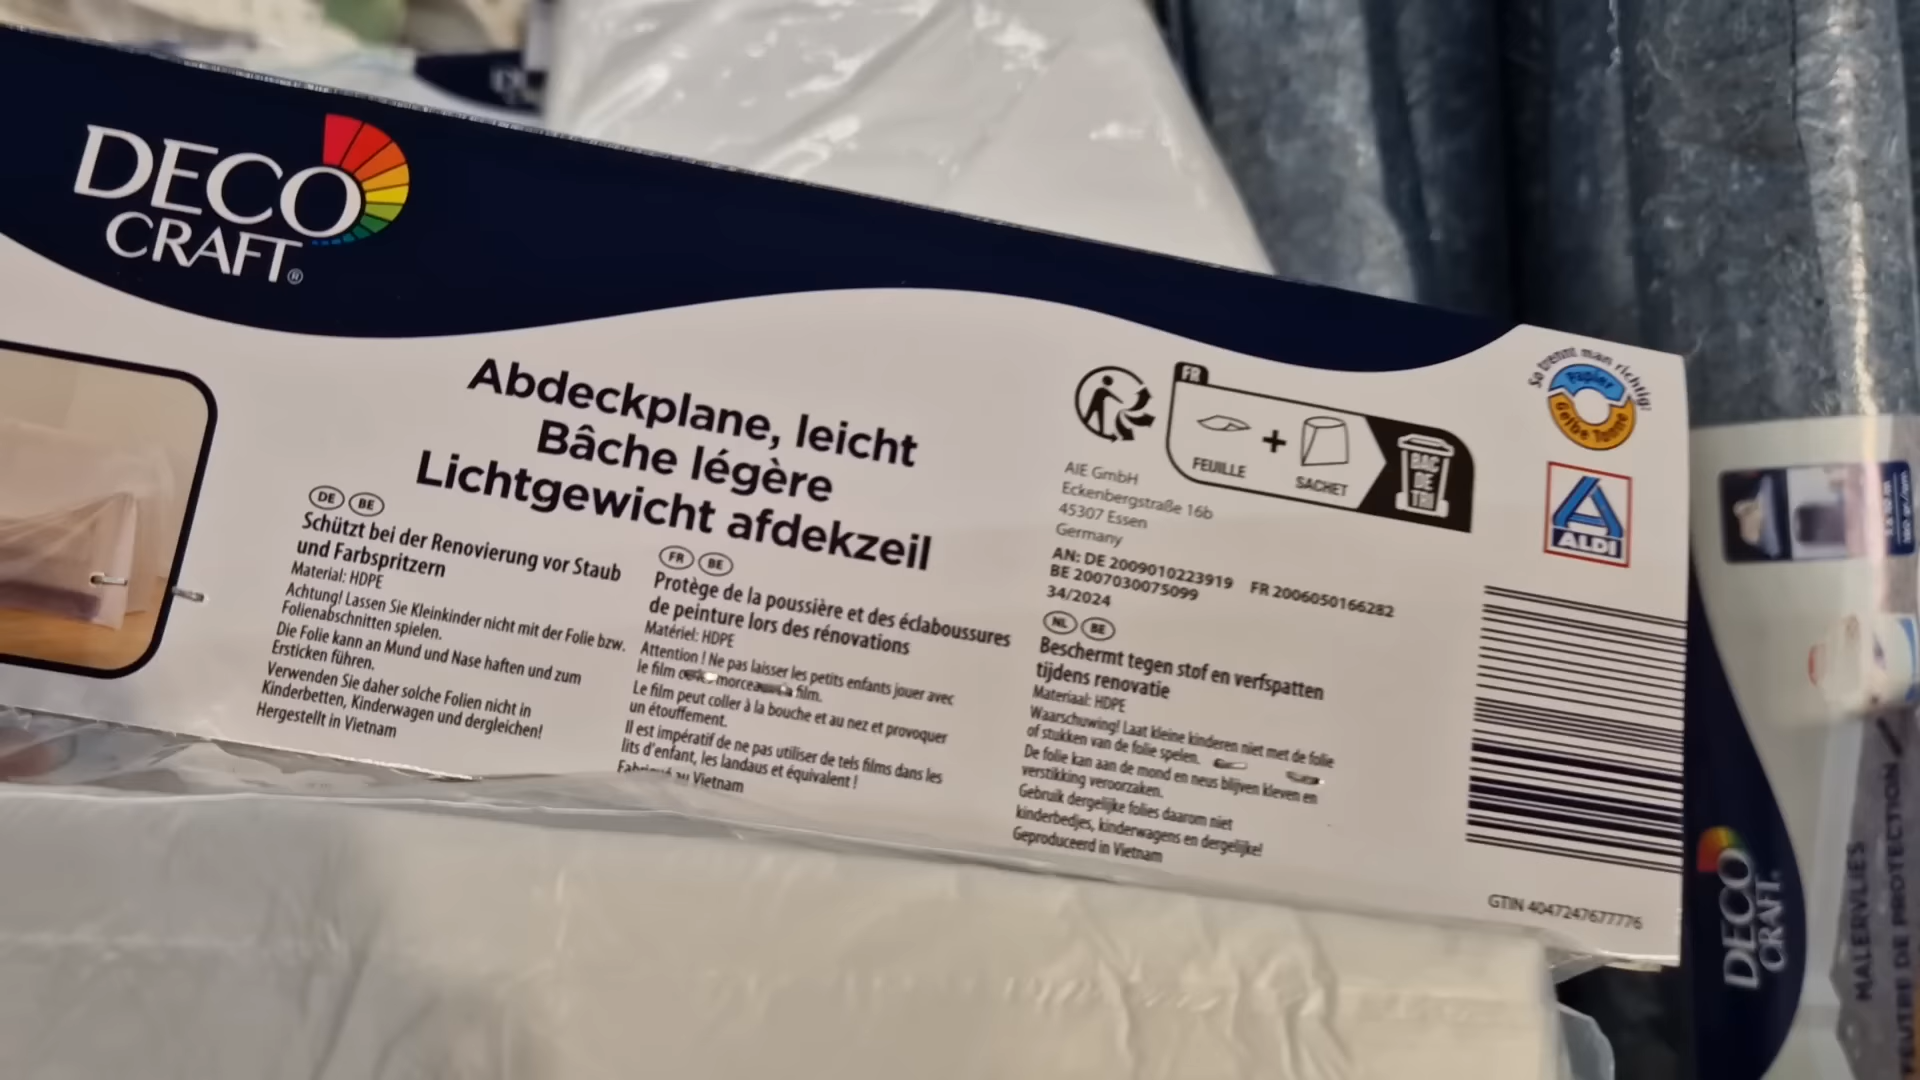 DECO
CRAFT®
Abdeckplane, leicht
Bâche légère
Lichtgewicht afdekzeil
DE BE
Schützt bei der Renovierung vor Staub
und Farbspritzern
Material: HDPE
Achtung! Lassen Sie Kleinkinder nicht mit der Folie bzw.
Folienabschnitten spielen.
Die Folie kann an Mund und Nase haften und zum
Ersticken führen.
Verwenden Sie daher solche Folien nicht in
Kinderbetten, Kinderwagen und dergleichen!
Hergestellt in Vietnam
FR BE
Protège de la poussière et des éclaboussures
de peinture lors des rénovations
Matériel: HDPE
Attention ! Ne pas laisser les petits enfants jouer avec
le film film.
Le film peut coller à la bouche et au nez et provoquer
un étouffement.
Il est impératif de ne pas utiliser de tels films dans les
lits d'enfant, les landaus et équivalent !
Fabriqué au Vietnam
FR
FEUILLE
+
SACHET
BAC
DE
TRI
AIE GmbH
Eckenbergstraße 16b
45307 Essen
Germany
AN: DE 2009010223919 FR 2006050166282
BE 2007030075099
34/2024
NL BE
Beschermt tegen stof en verfspatten
tijdens renovatie
Materiaal: HDPE
Waarschuwing! Laat kleine kinderen niet met de folie
of stukken van de folie spelen.
De folie kan aan de mond en neus blijven kleven en
verstikking veroorzaken.
Gebruik dergelijke folies daarom niet
kinderbedjes, kinderwagens en dergelijke!
Geproduceerd in Vietnam
So trennt man richtig:
Papier
Gelbe Tonne
ALDI
GTIN 4047247677776
DECO
CRAFT®
MALERVLIES
FEUTRE DE PROTECTION